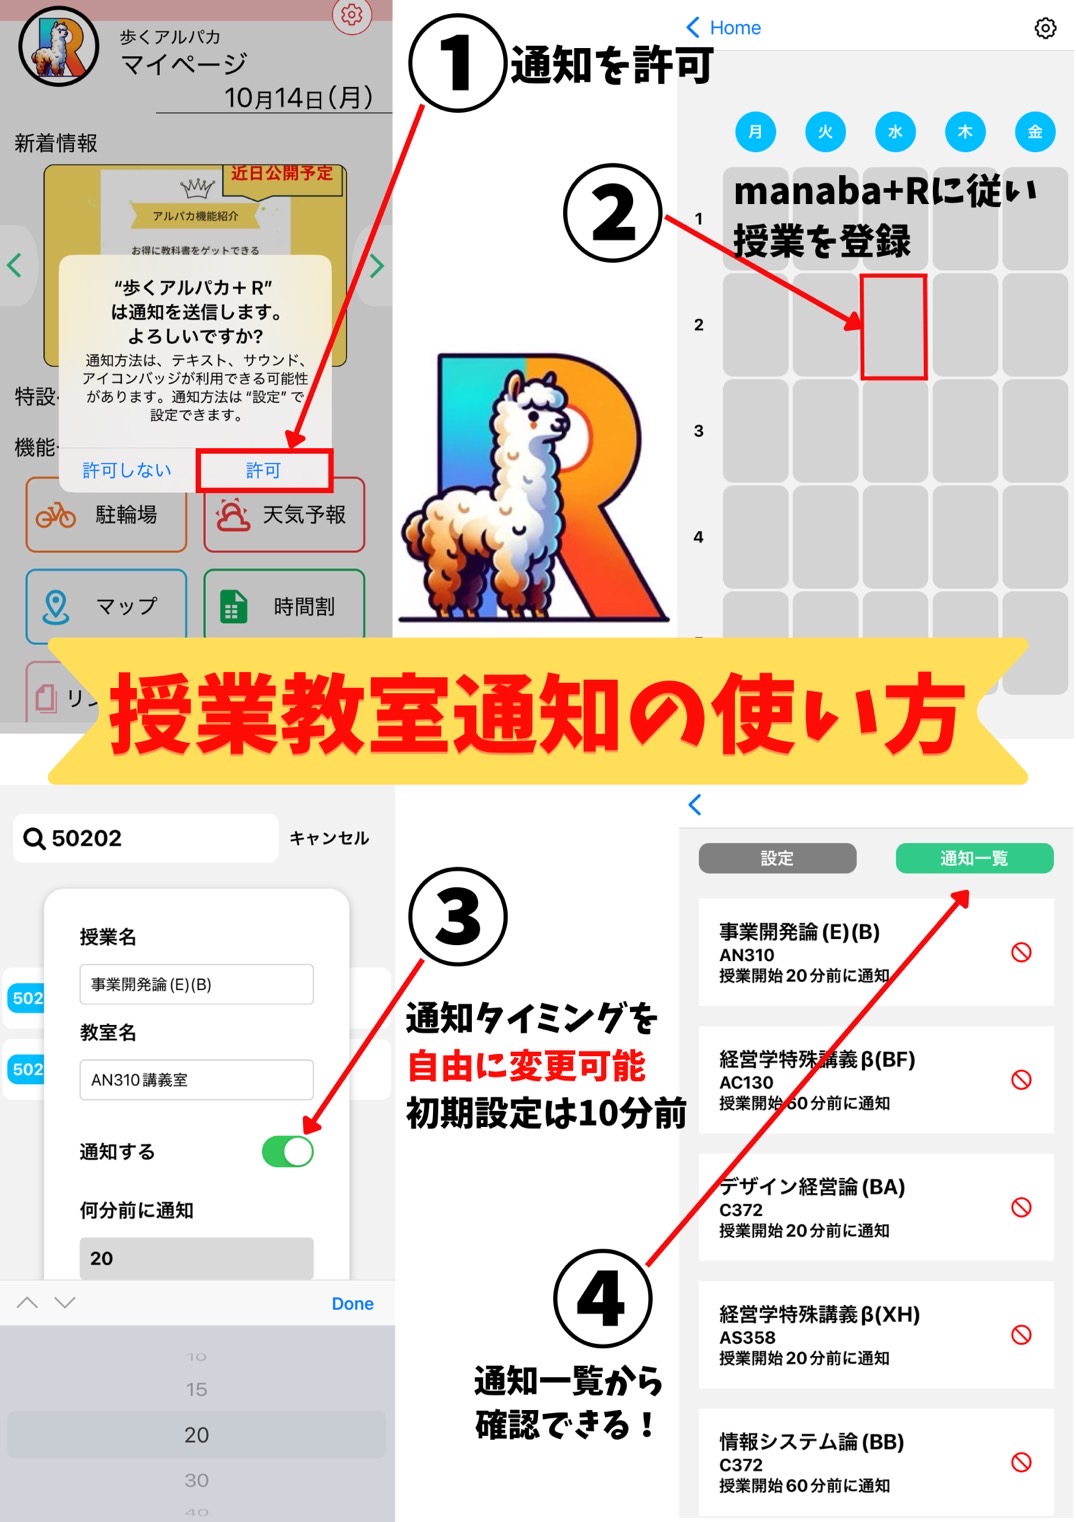 歩くアルパカ
マイページ
10月14日(月)
新着情報
近日公開予定
アルパカ機能紹介
お得に教科書をゲットできる
“歩くアルパカ＋R”
は通知を送信します。
よろしいですか?
通知方法は、テキスト、サウンド、
アイコンバッジが利用できる可能性
があります。通知方法は“設定”で
設定できます。
許可しない
許可
特設
機能
駐輪場
天気予報
マップ
時間割
リン
① 通知を許可
Home
月 火 水 木 金
② manaba+Rに従い
授業を登録
1
2
3
4
R
授業教室通知の使い方
50202
キャンセル
授業名
事業開発論(E)(B)
教室名
AN310講義室
502
502
通知する
何分前に通知
20
Done
10
15
20
30
40
③
通知タイミングを
自由に変更可能
初期設定は10分前
④
通知一覧から
確認できる！
設定
通知一覧
事業開発論(E)(B)
AN310
授業開始20分前に通知
経営学特殊講義β(BF)
AC130
授業開始60分前に通知
デザイン経営論(BA)
C372
授業開始20分前に通知
経営学特殊講義β(XH)
AS358
授業開始20分前に通知
情報システム論(BB)
C372
授業開始60分前に通知